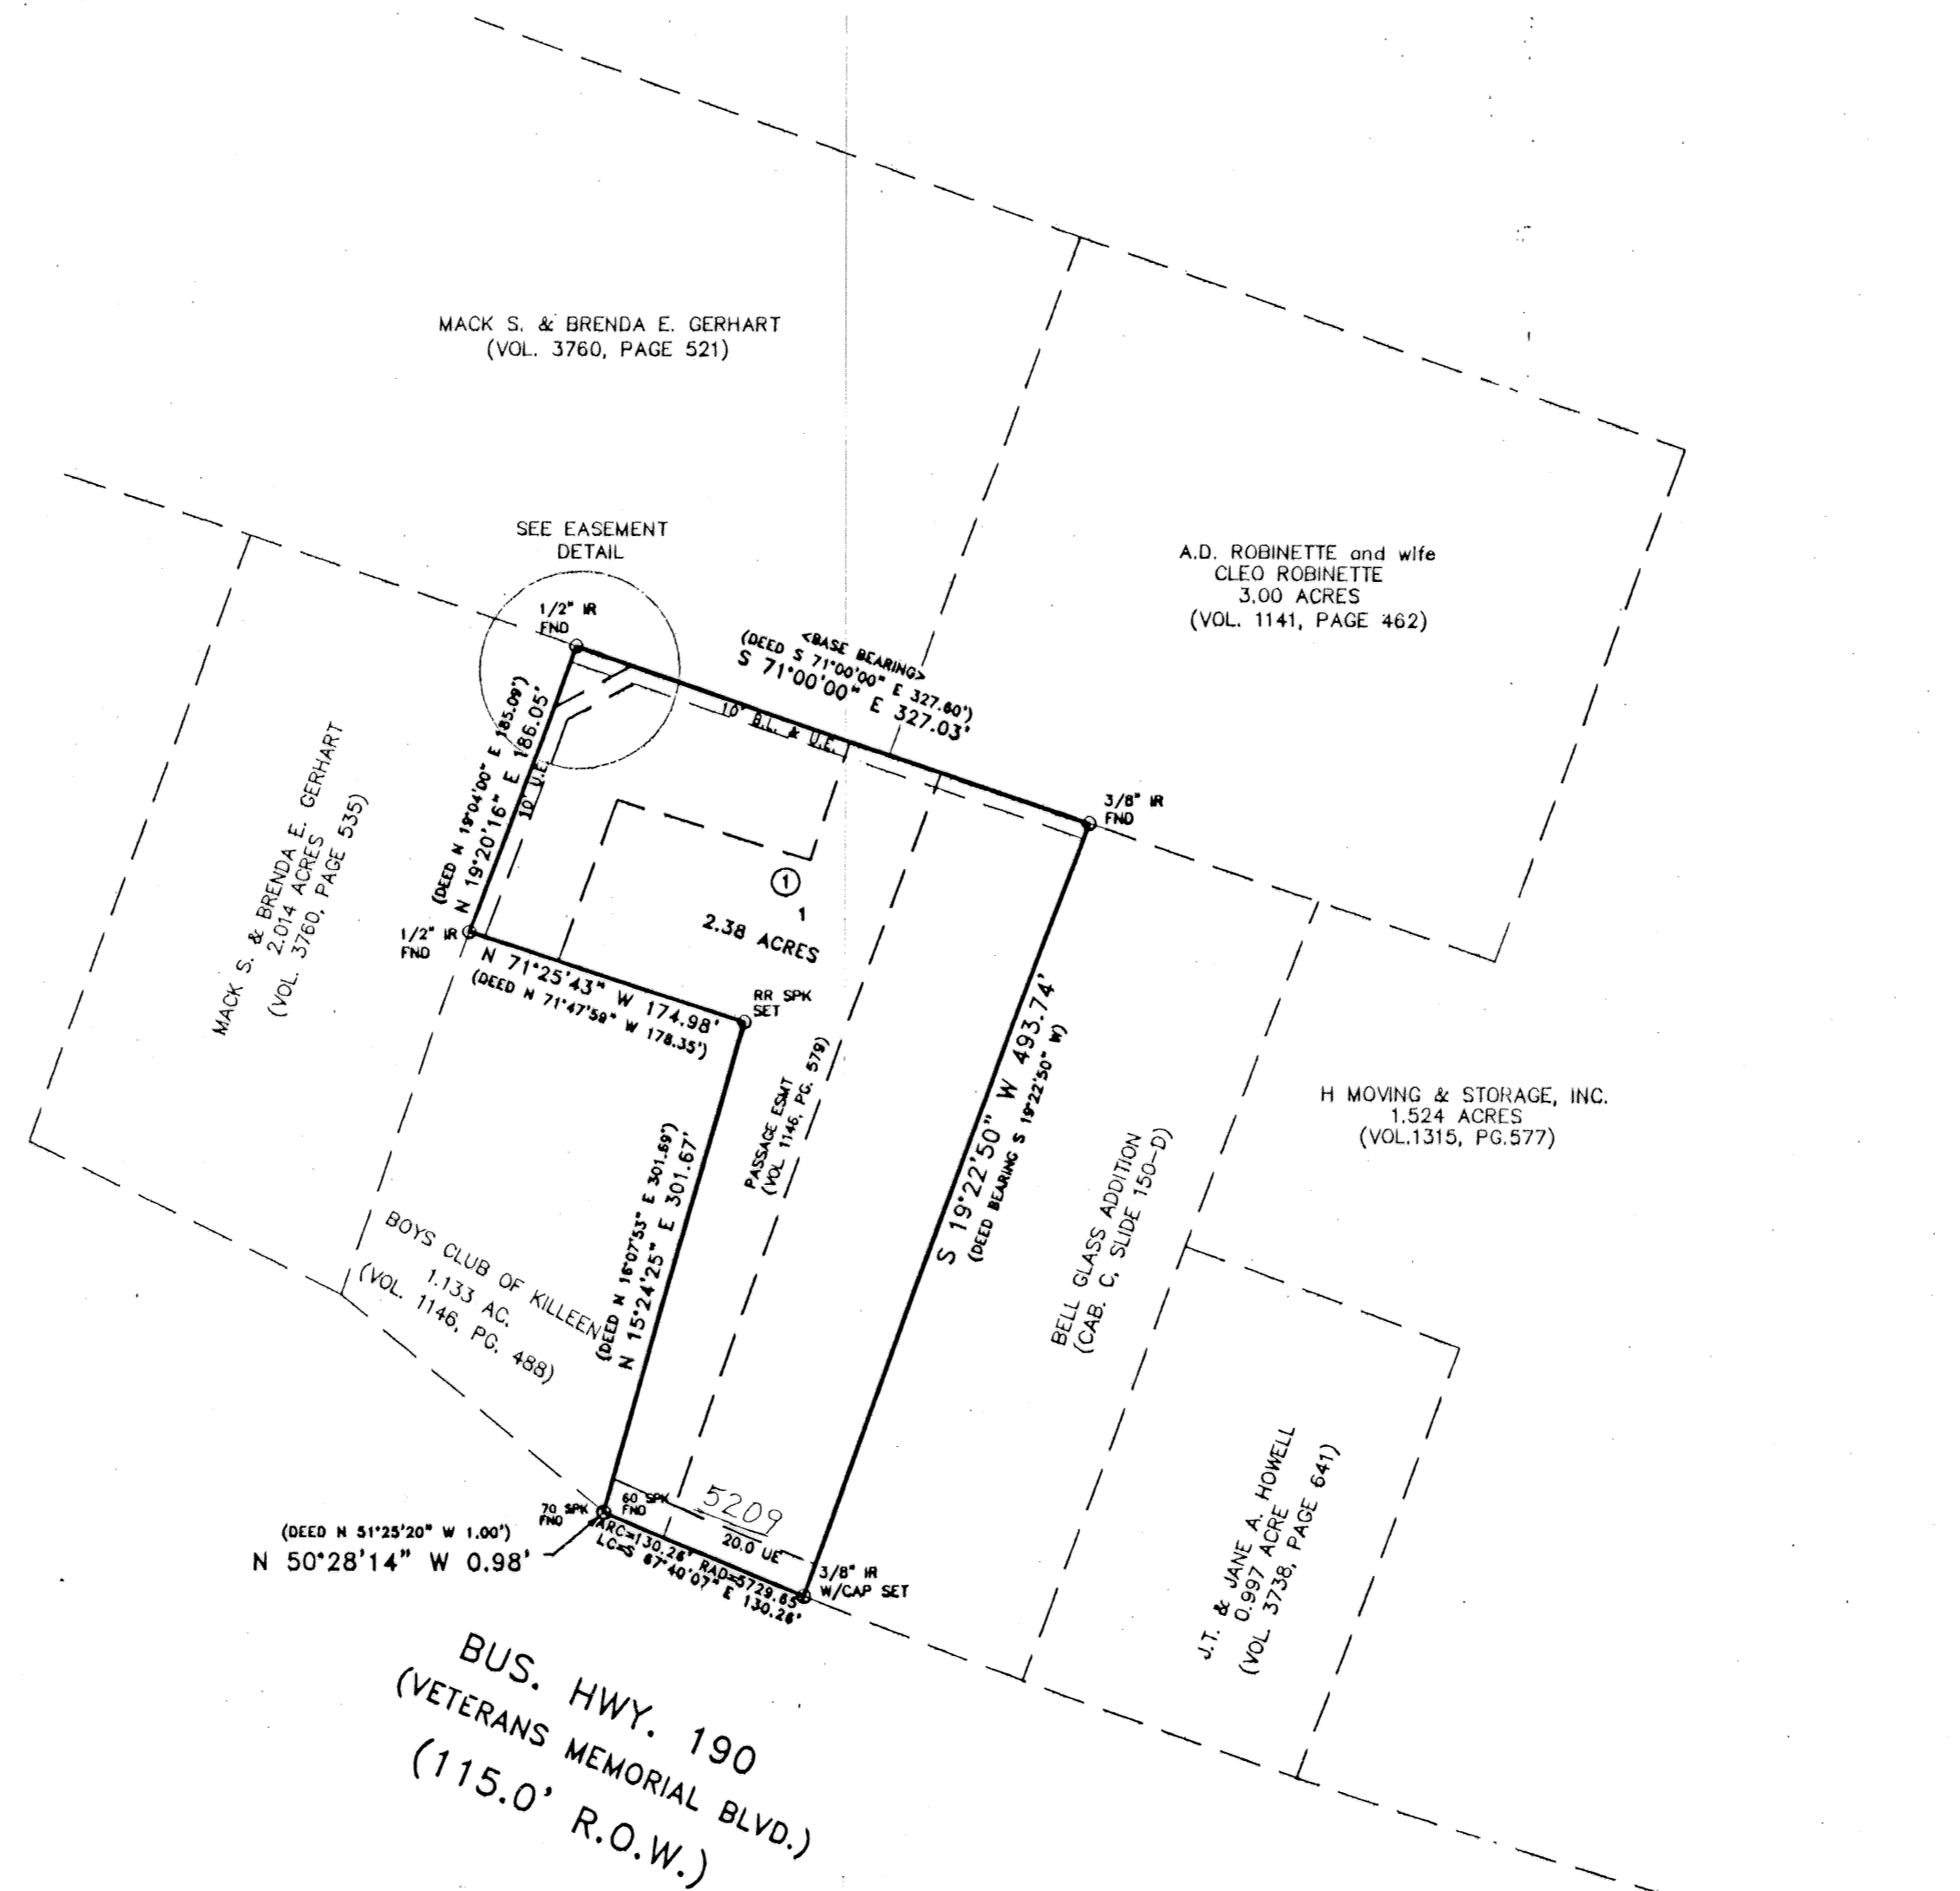 MACK S. & BRENDA E. GERHART
(VOL. 3760, PAGE 521)
SEE EASEMENT
DETAIL
A.D. ROBINETTE and wife
CLEO ROBINETTE
3.00 ACRES
(VOL. 1141, PAGE 462)
1/2" IR
FND
<BASE BEARING>
(DEED S 71°00'00" E 327.60')
S 71°00'00" E 327.03'
10' B.L. & U.E.
3/8" IR
FND
(DEED N 19°04'00" E 185.09')
N 19°20'16" E 186.05'
10' U.E.
MACK S. & BRENDA E. GERHART
2.014 ACRES
(VOL. 3760, PAGE 535)
1
1
2.38 ACRES
1/2" IR
FND
N 71°25'43" W 174.98'
(DEED N 71°47'59" W 178.35')
RR SPK
SET
PASSAGE ESMT
(VOL. 1146, PG. 579)
S 19°22'50" W 493.74'
(DEED BEARING S 19°22'50" W)
H MOVING & STORAGE, INC.
1.524 ACRES
(VOL.1315, PG.577)
BELL GLASS ADDITION
(CAB. C, SLIDE 150-D)
(DEED N 16°07'53" E 301.69')
N 15°24'25" E 301.67'
BOYS CLUB OF KILLEEN
1.133 AC.
(VOL. 1146, PG. 488)
J.T. & JANE A. HOWELL
0.997 ACRE
(VOL. 3738, PAGE 641)
70 SPK
FND
60 SPK
FND
5209
20.0 UE
(DEED N 51°25'20" W 1.00')
N 50°28'14" W 0.98'
ARC=130.26' RAD=5729.65'
LC=S 67°40'07" E 130.26'
3/8" IR
W/CAP SET
BUS. HWY. 190
(VETERANS MEMORIAL BLVD.)
(115.0' R.O.W.)